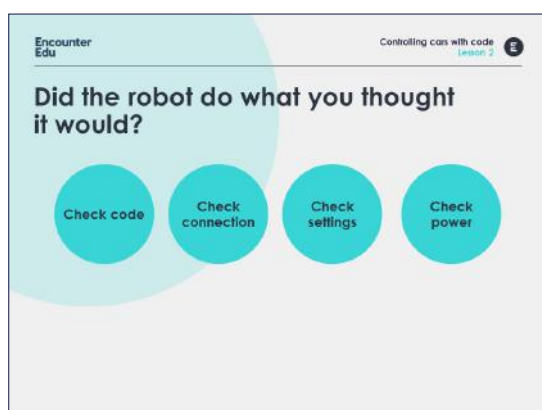 Encounter
Edu
Controlling cars with code
Lesson 2
E
Did the robot do what you thought
it would?
Check code
Check
connection
Check
settings
Check
power